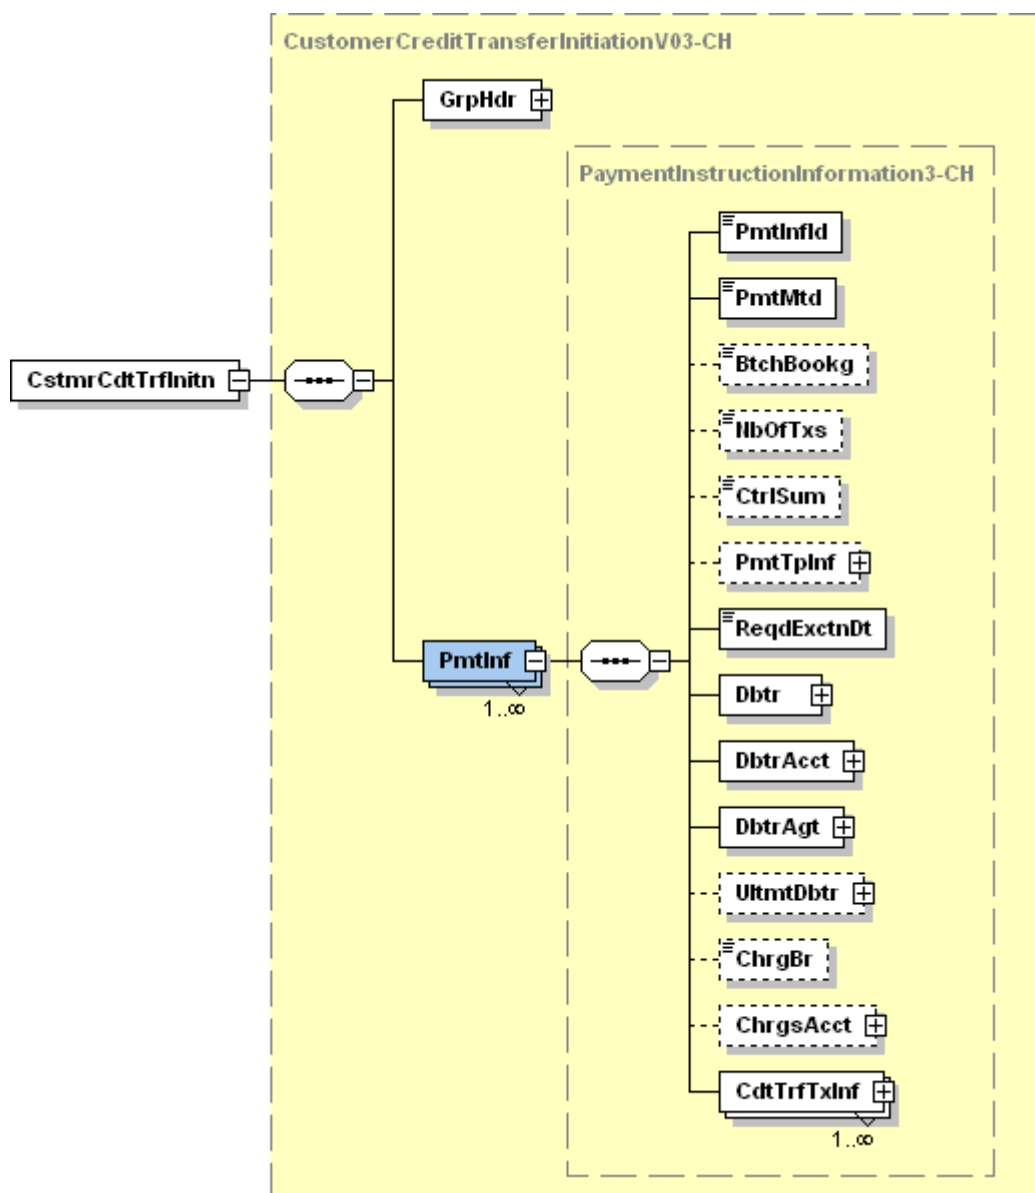 CustomerCreditTransferInitiationV03-CH
GrpHdr
PaymentInstructionInformation3-CH
PmtInfId
PmtMtd
BtchBookg
CstmrCdtTrfInitn
NbOfTxs
CtrlSum
PmtTpInf
ReqdExctnDt
PmtInf
1..∞
Dbtr
DbtrAcct
DbtrAgt
UltmtDbtr
ChrgBr
ChrgsAcct
CdtTrfTxInf
1..∞